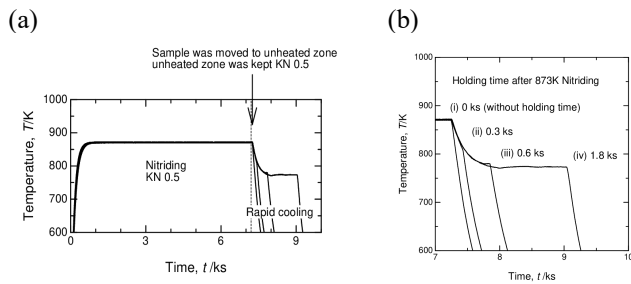 (a)
Sample was moved to unheated zone
unheated zone was kept KN 0.5
1000
900
800
700
600
Temperature, T/K
Nitriding
KN 0.5
Rapid cooling
0
3
6
9
Time, t/ks
(b)
1000
900
800
700
600
Temperature, T/K
Holding time after 873K Nitriding
(i) 0 ks (without holding time)
(ii) 0.3 ks
(iii) 0.6 ks
(iv) 1.8 ks
7
8
9
10
Time, t/ks